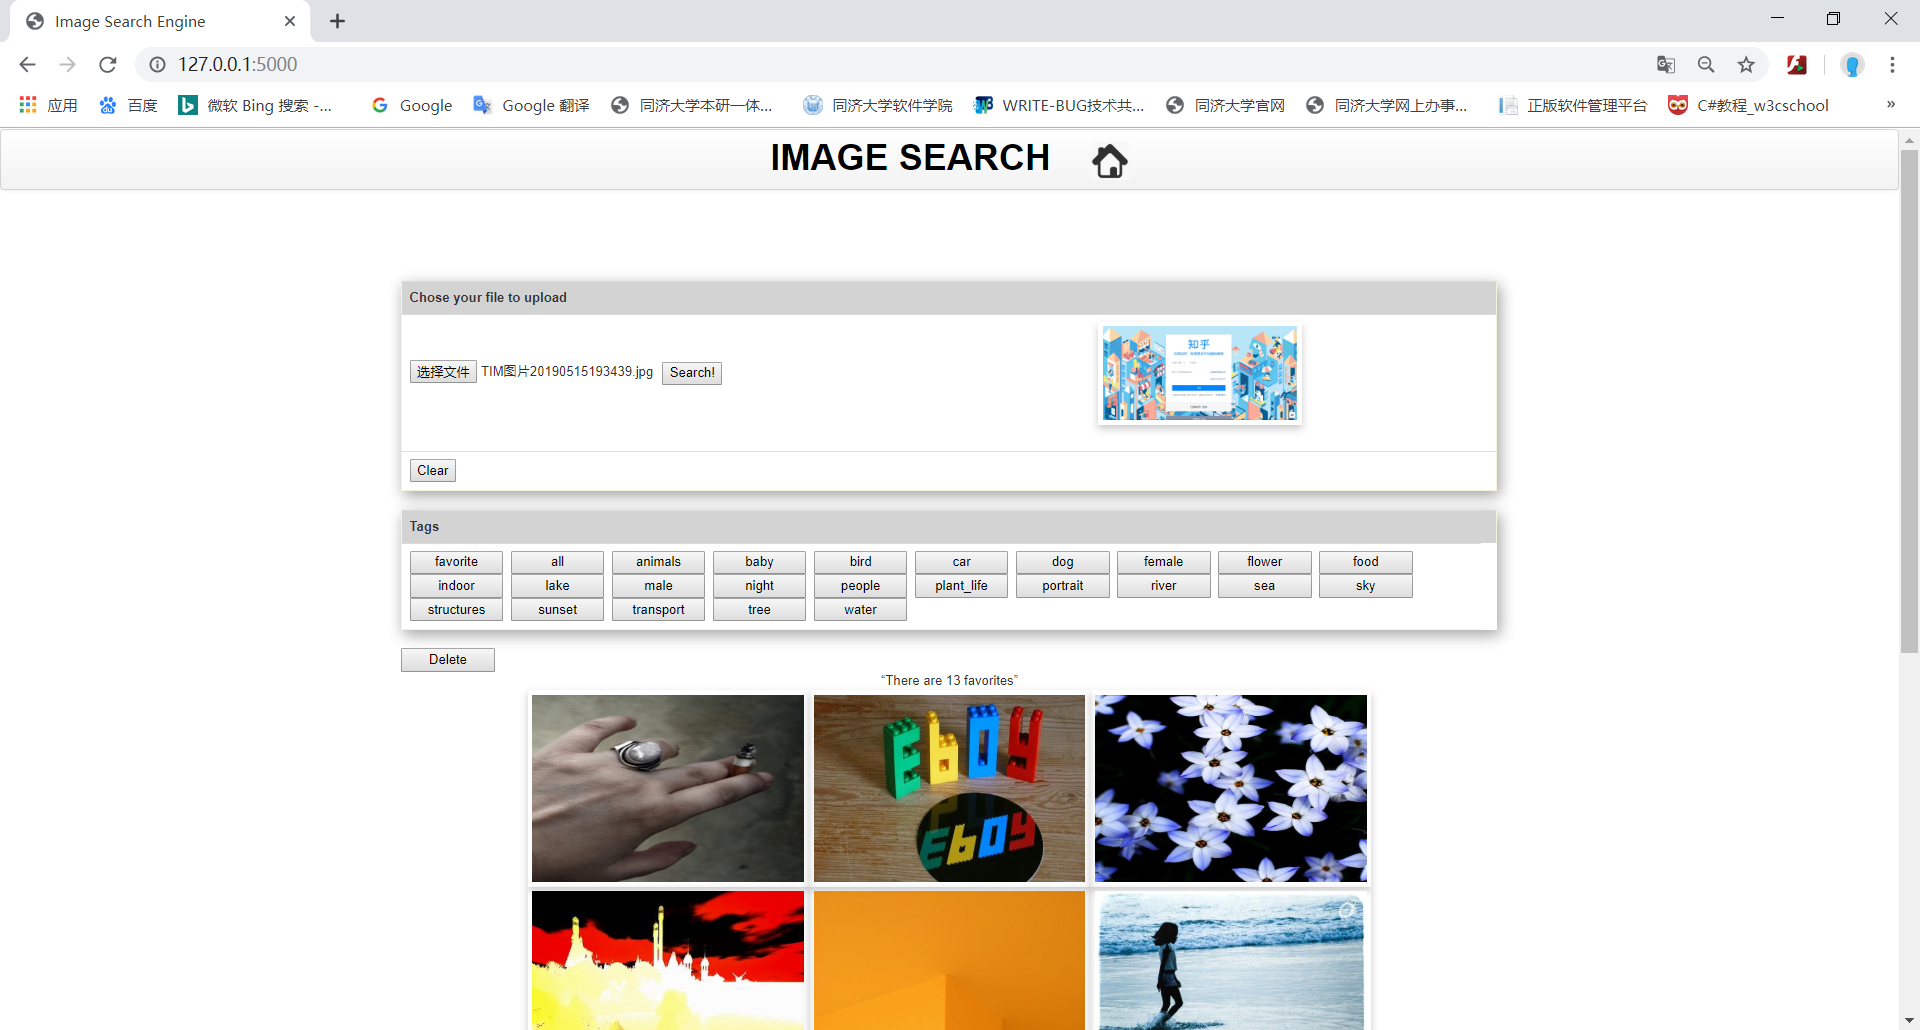 Image Search Engine
127.0.0.1:5000
应用 百度 微软 Bing 搜索 -... Google Google 翻译 同济大学本研一体... 同济大学软件学院 WRITE-BUG技术共... 同济大学官网 同济大学网上办事... 正版软件管理平台 C#教程_w3cschool »
IMAGE SEARCH
Chose your file to upload
知乎
选择文件 TIM图片20190515193439.jpg Search!
Clear
Tags
favorite all animals baby bird car dog female flower food
indoor lake male night people plant_life portrait river sea sky
structures sunset transport tree water
Delete
“There are 13 favorites”
Eboy
Eboy